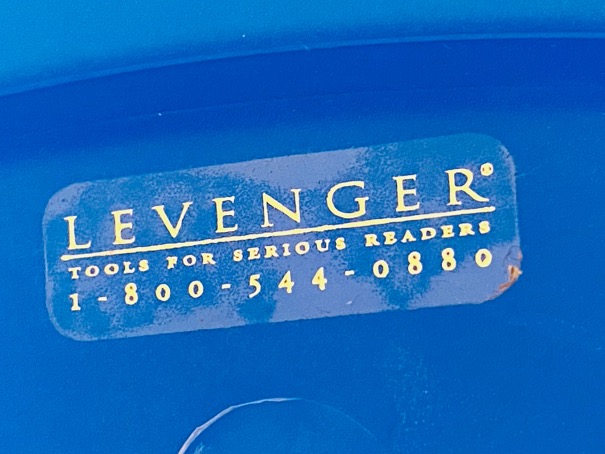 LEVENGER®
TOOLS FOR SERIOUS READERS
1-800-544-0880